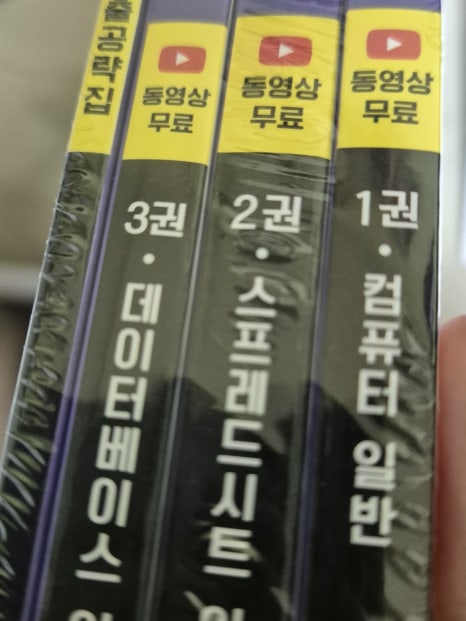 출공략집
동영상
무료
3권 • 데이터베이스
동영상
무료
2권 • 스프레드시트
동영상
무료
1권 • 컴퓨터 일반